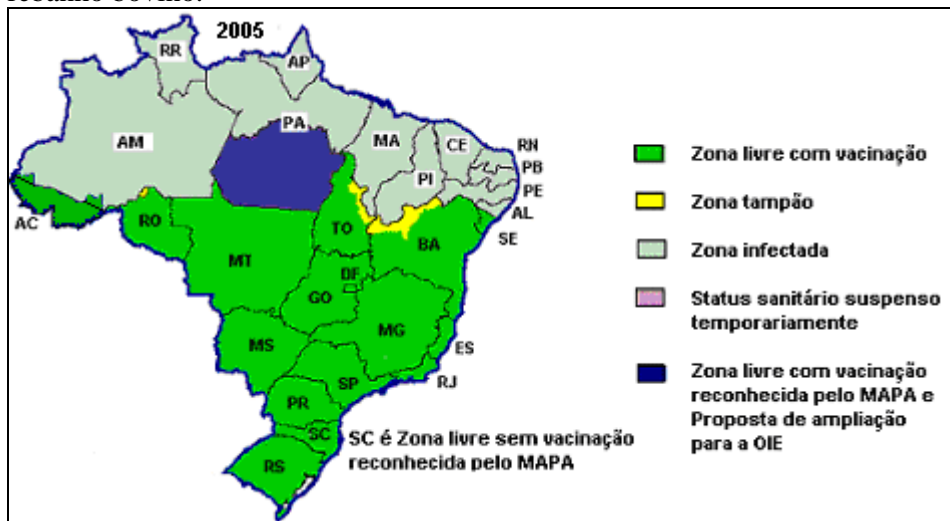 2005
RR
AP
AM
PA
MA
CE
RN
PB
PE
AL
SE
PI
AC
RO
TO
BA
MT
DF
GO
MG
MS
ES
SP
RJ
PR
SC
RS
SC é Zona livre sem vacinação
reconhecida pelo MAPA
Zona livre com vacinação
Zona tampão
Zona infectada
Status sanitário suspenso
temporariamente
Zona livre com vacinação
reconhecida pelo MAPA e
Proposta de ampliação
para a OIE